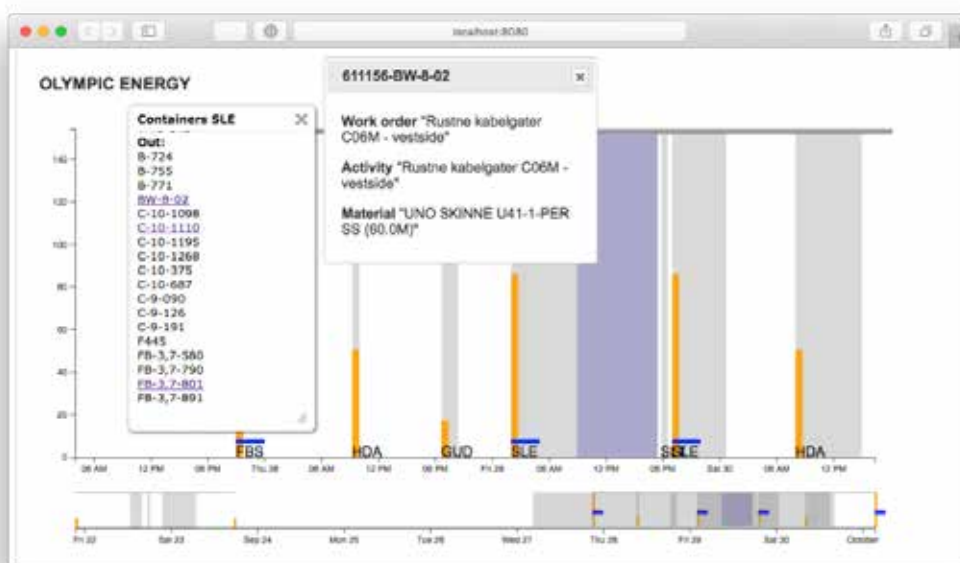 localhost:8080
OLYMPIC ENERGY
611156-BW-8-02
Work order "Rustne kabelgater
C06M - vestside"
Activity "Rustne kabelgater C06M -
vestside"
Material "UNO SKINNE U41-1-PER
SS (60.0M)"
Containers SLE
Out:
B-724
B-755
B-771
BW-8-02
C-10-1098
C-10-1110
C-10-1195
C-10-1268
C-10-375
C-10-687
C-9-090
C-9-126
C-9-191
F445
FB-3,7-580
FB-3,7-790
FB-3,7-801
FB-3,7-891
140
100
80
60
40
20
0
FBS HDA GUD SLE SLE HDA
06 AM 12 PM 06 PM Thu 28 06 AM 12 PM 06 PM Fri 29 06 AM 12 PM 06 PM Sat 30 06 AM 12 PM
Fri 22 Sat 23 Sep 24 Mon 25 Tue 26 Wed 27 Thu 28 Fri 29 Sat 30 October